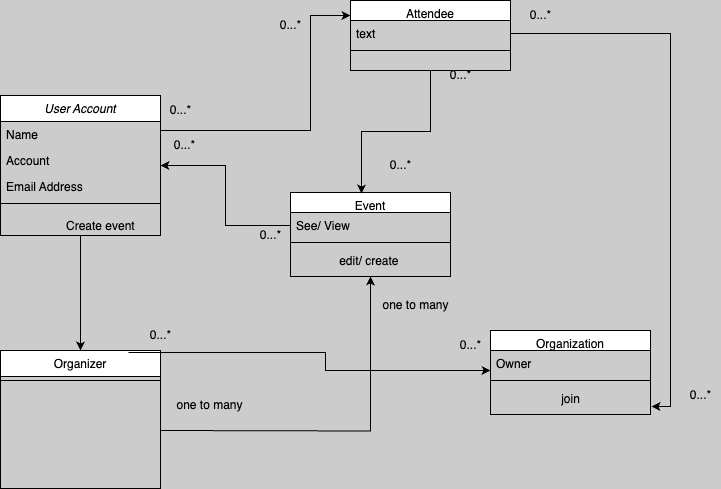 Attendee
0...*
0...*
text
0...*
User Account
0...*
Name
0...*
Account
0...*
Email Address
Event
Create event
See/ View
0...*
edit/ create
one to many
0...*
0...*
Organization
Organizer
Owner
join
0...*
one to many